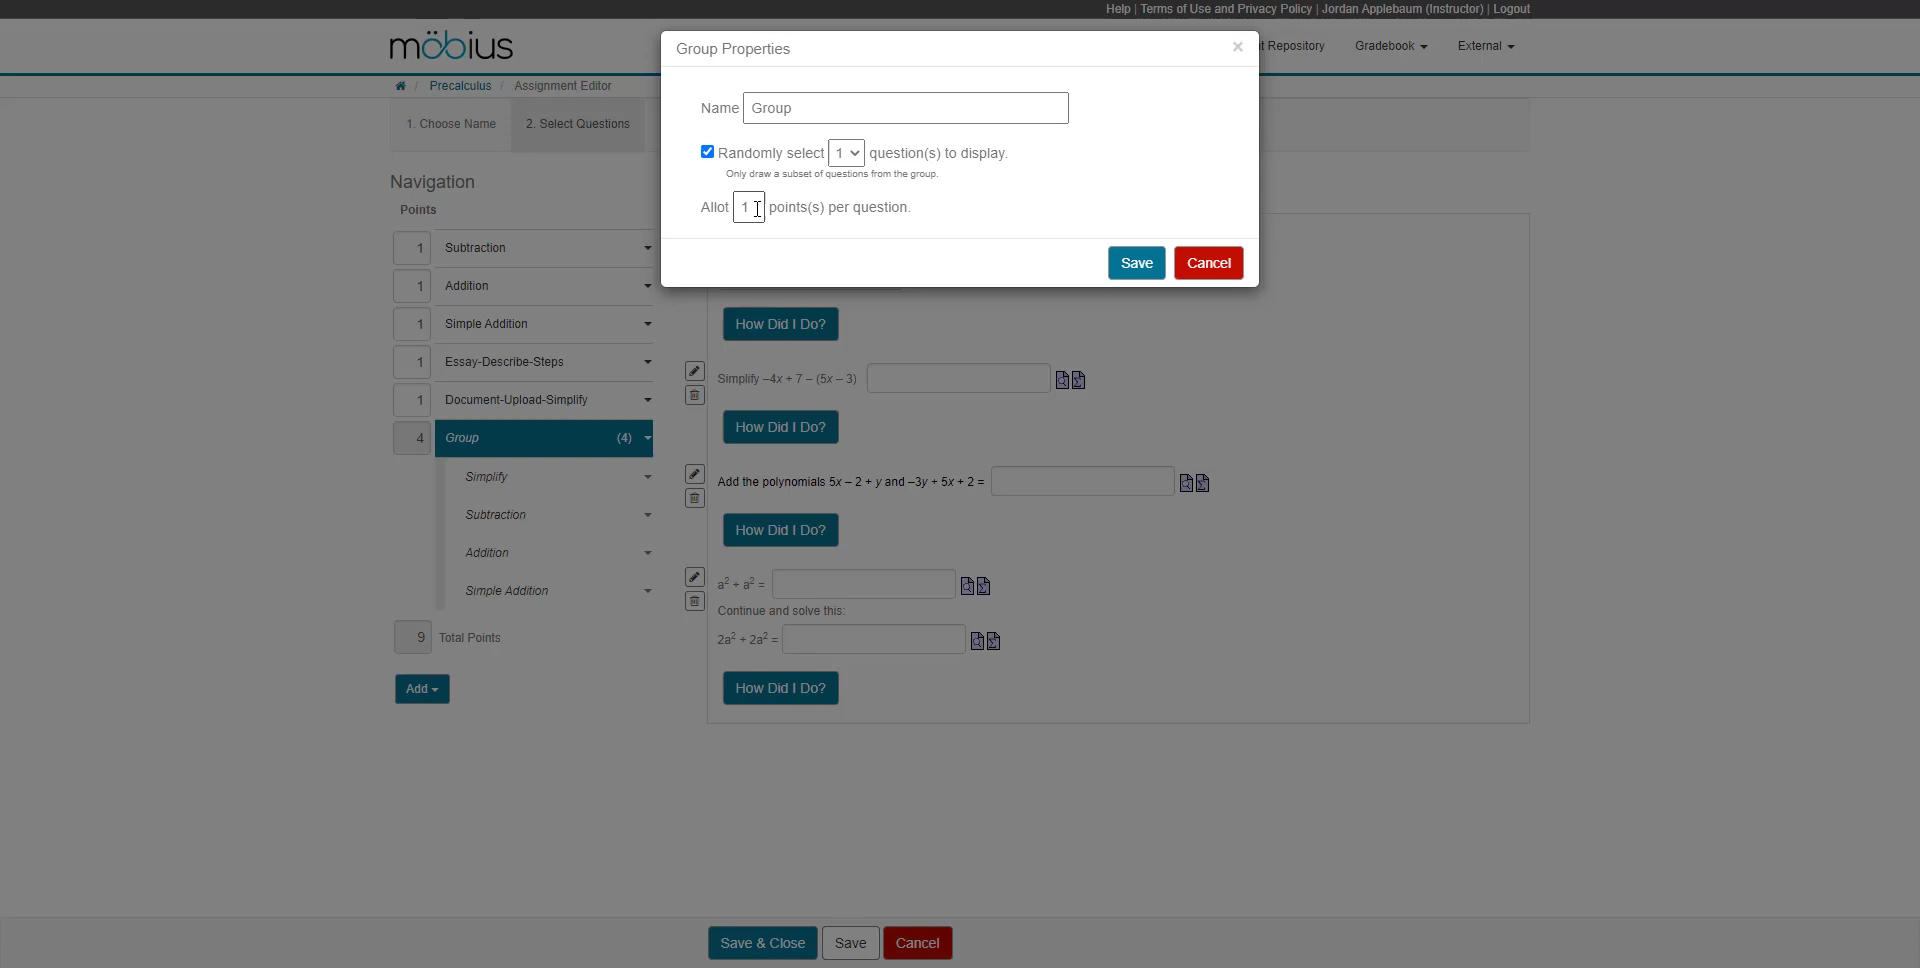 Help | Terms of Use and Privacy Policy | Jordan Applebaum (Instructor) | Logout
möbius
t Repository Gradebook External
Precalculus / Assignment Editor
1. Choose Name 2. Select Questions
Group Properties ×
Name Group
Randomly select 1 question(s) to display.
Only draw a subset of questions from the group.
Allot 1 points(s) per question.
Save Cancel
Navigation
Points
1 Subtraction
1 Addition
1 Simple Addition
1 Essay-Describe-Steps
1 Document-Upload-Simplify
4 Group (4)
Simplify
Subtraction
Addition
Simple Addition
9 Total Points
Add
How Did I Do?
Simplify –4x + 7 – (5x – 3)
How Did I Do?
Add the polynomials 5x – 2 + y and –3y + 5x + 2 =
How Did I Do?
a² + a² =
Continue and solve this:
2a² + 2a² =
How Did I Do?
Save & Close Save Cancel